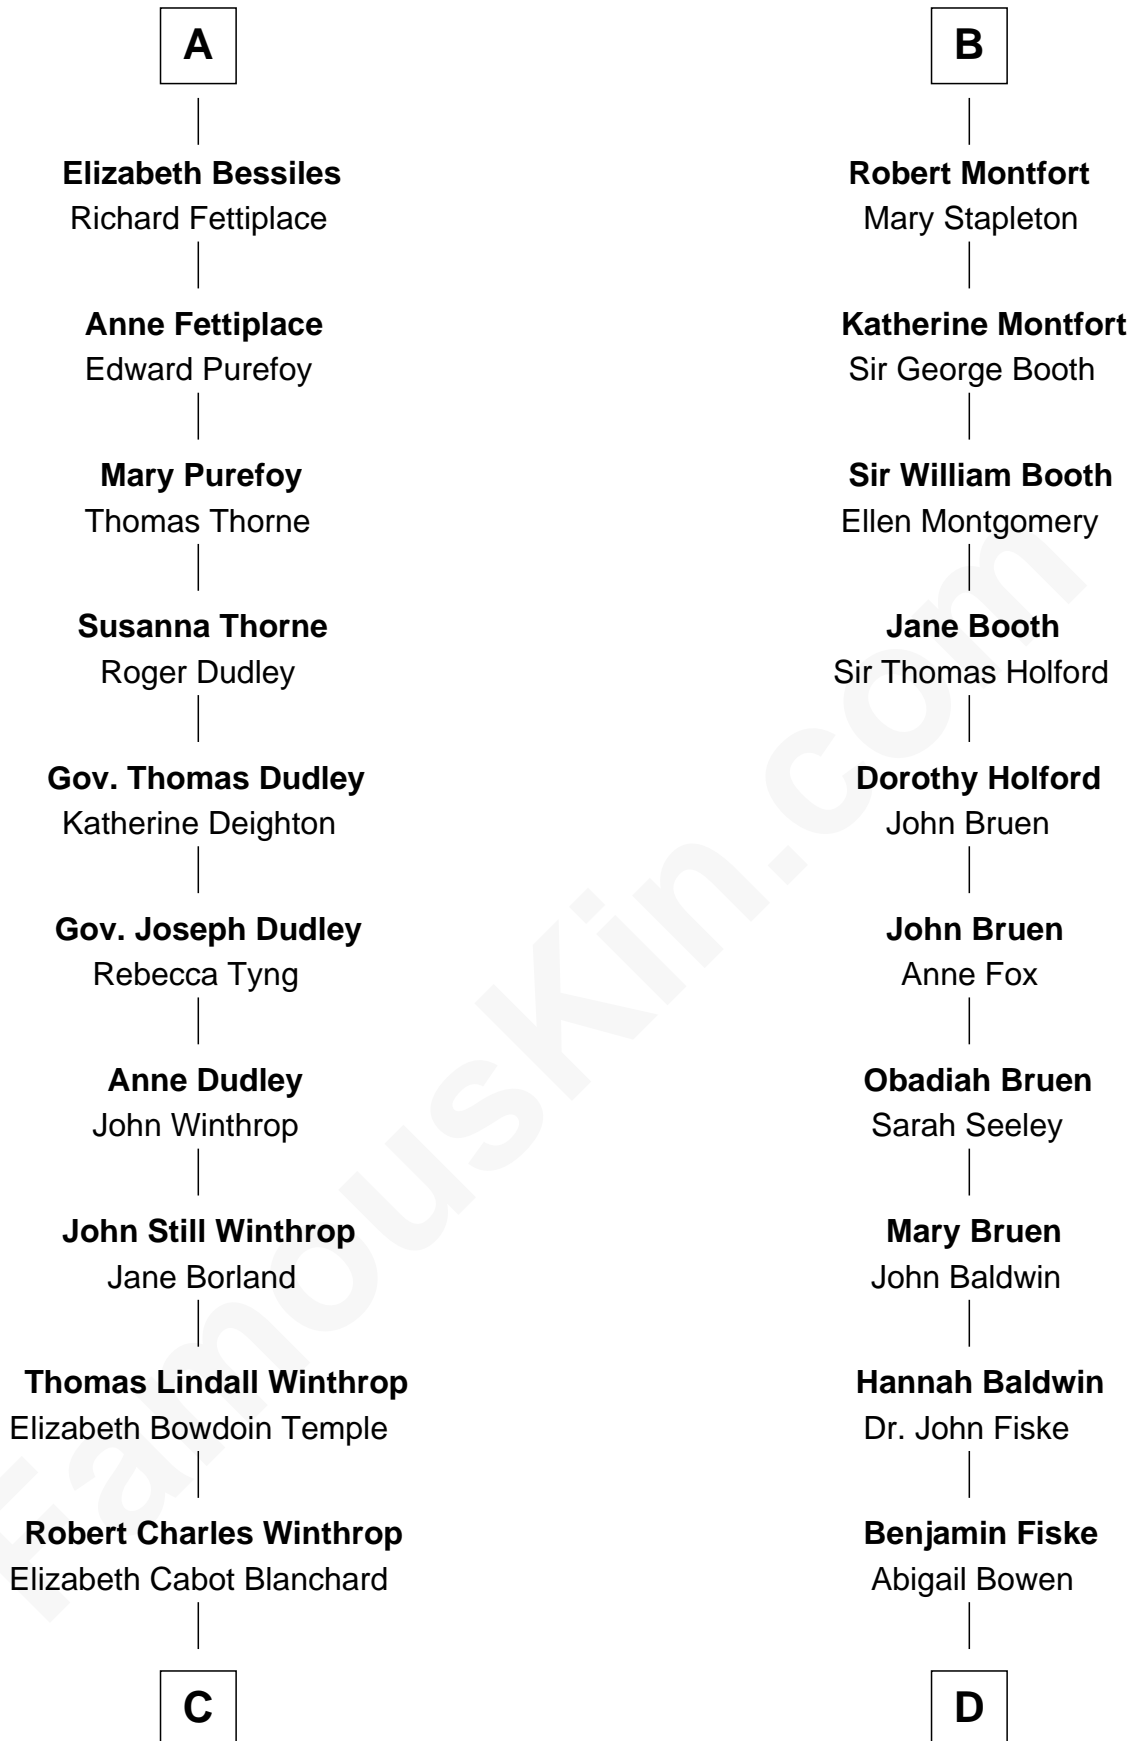 A
Elizabeth Bessiles
Richard Fettiplace
Anne Fettiplace
Edward Purefoy
Mary Purefoy
Thomas Thorne
Susanna Thorne
Roger Dudley
Gov. Thomas Dudley
Katherine Deighton
Gov. Joseph Dudley
Rebecca Tyng
Anne Dudley
John Winthrop
John Still Winthrop
Jane Borland
Thomas Lindall Winthrop
Elizabeth Bowdoin Temple
Robert Charles Winthrop
Elizabeth Cabot Blanchard
C
B
Robert Montfort
Mary Stapleton
Katherine Montfort
Sir George Booth
Sir William Booth
Ellen Montgomery
Jane Booth
Sir Thomas Holford
Dorothy Holford
John Bruen
John Bruen
Anne Fox
Obadiah Bruen
Sarah Seeley
Mary Bruen
John Baldwin
Hannah Baldwin
Dr. John Fiske
Benjamin Fiske
Abigail Bowen
D
FamousKin.com